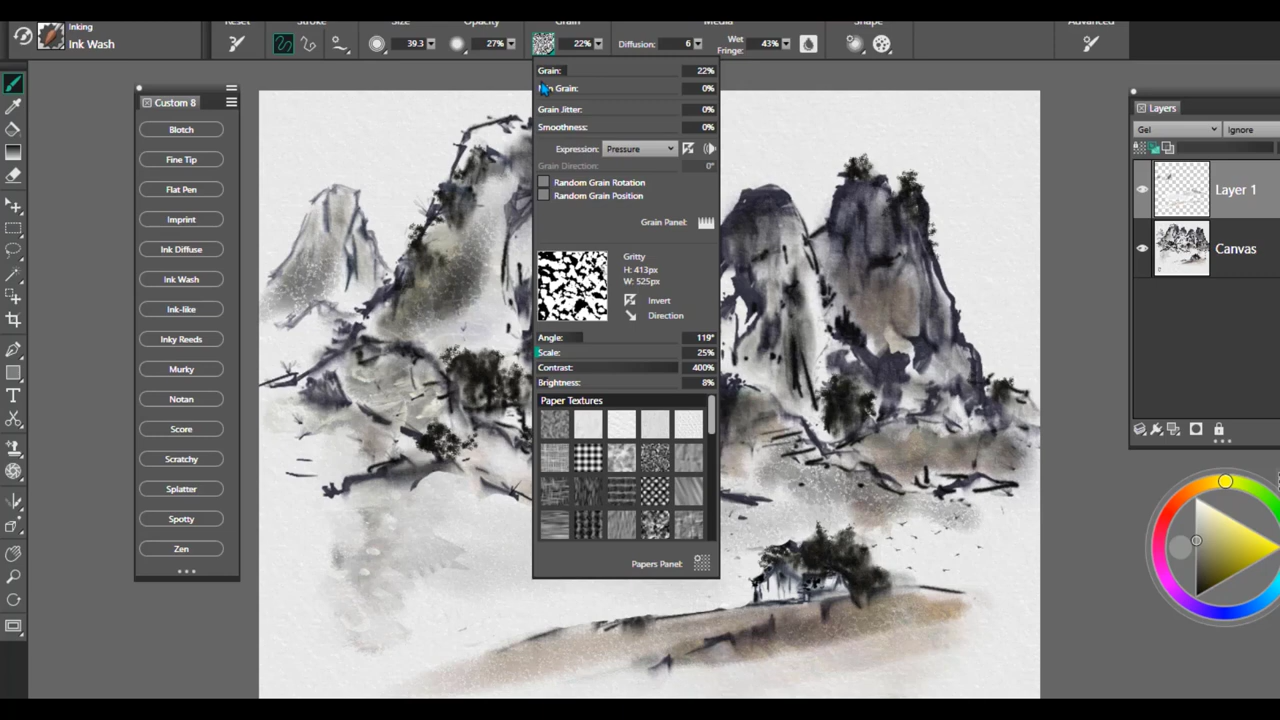 Inking
Ink Wash
Reset
Stroke
Size
Opacity
Grain
Media
Shape
Advanced
39.3
27%
22%
Diffusion: 6
Wet
Fringe: 43%
Custom 8
Blotch
Fine Tip
Flat Pen
Imprint
Ink Diffuse
Ink Wash
Ink-like
Inky Reeds
Murky
Notan
Score
Scratchy
Splatter
Spotty
Zen
Grain: 22%
Min Grain: 0%
Grain Jitter: 0%
Smoothness: 0%
Expression: Pressure
Grain Direction: 0°
Random Grain Rotation
Random Grain Position
Grain Panel:
Gritty
H: 413px
W: 525px
Invert
Direction
Angle: 119°
Scale: 25%
Contrast: 400%
Brightness: 8%
Paper Textures
Papers Panel:
Layers
Gel
Ignore
Layer 1
Canvas